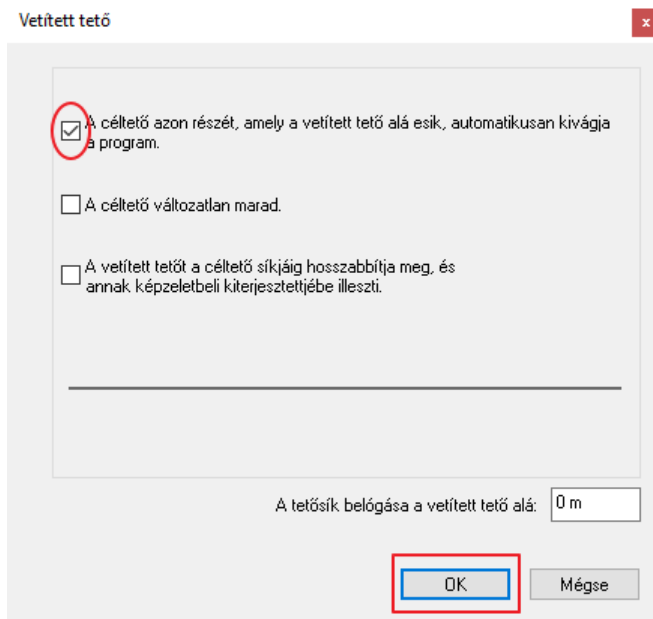 Vetített tető
x
A céltető azon részét, amely a vetített tető alá esik, automatikusan kivágja
a program.
A céltető változatlan marad.
A vetített tetőt a céltető síkjáig hosszabbítja meg, és
annak képzeletbeli kiterjesztettjébe illeszti.
A tetősík belógása a vetített tető alá: 0 m
OK Mégse